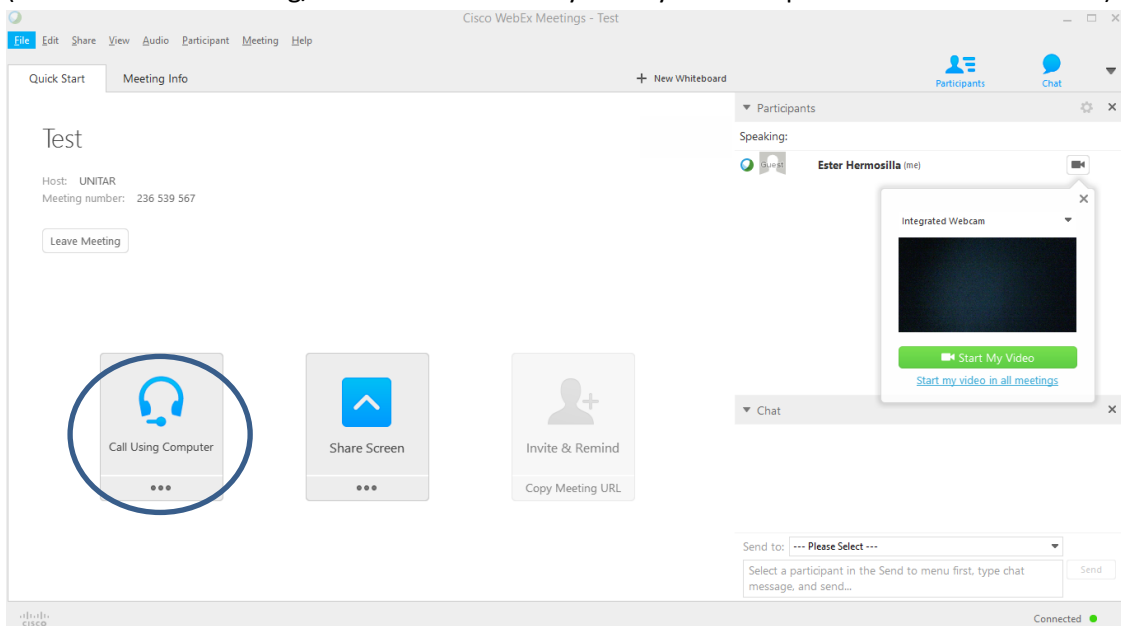 Cisco WebEx Meetings - Test
File Edit Share View Audio Participant Meeting Help
Quick Start Meeting Info + New Whiteboard
Participants Chat
Participants
Speaking:
Guest Ester Hermosilla (me)
Test
Host: UNITAR
Meeting number: 236 539 567
Leave Meeting
Integrated Webcam
Start My Video
Start my video in all meetings
Call Using Computer
Share Screen
Invite & Remind
Copy Meeting URL
Chat
Send to: --- Please Select ---
Select a participant in the Send to menu first, type chat
message, and send...
Send
CISCO
Connected